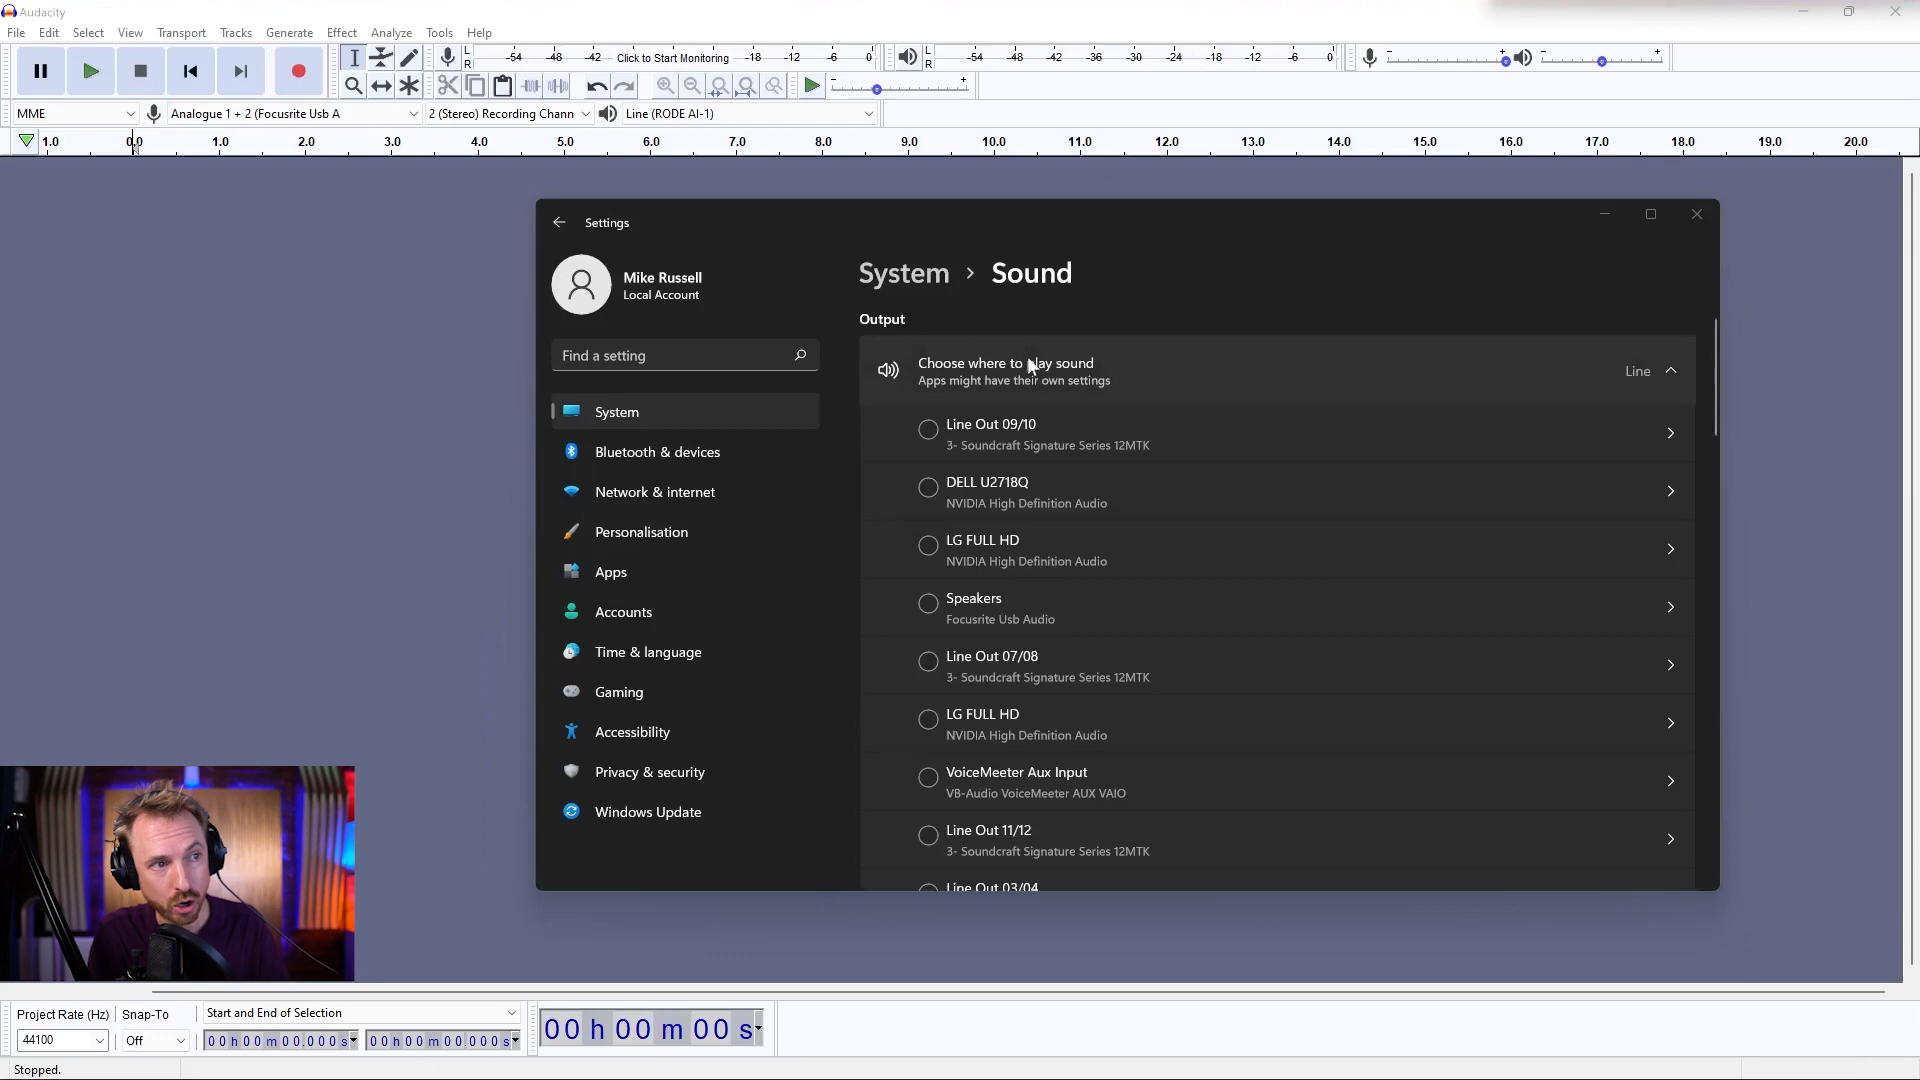 Audacity
File Edit Select View Transport Tracks Generate Effect Analyze Tools Help
L
R
-54 -48 -42 Click to Start Monitoring -18 -12 -6 0
L
R
-54 -48 -42 -36 -30 -24 -18 -12 -6 0
- +
- +
- +
MME
Analogue 1 + 2 (Focusrite Usb A
2 (Stereo) Recording Chann
Line (RODE AI-1)
1.0 0.0 1.0 2.0 3.0 4.0 5.0 6.0 7.0 8.0 9.0 10.0 11.0 12.0 13.0 14.0 15.0 16.0 17.0 18.0 19.0 20.0
Settings
Mike Russell
Local Account
Find a setting
System
Bluetooth & devices
Network & internet
Personalisation
Apps
Accounts
Time & language
Gaming
Accessibility
Privacy & security
Windows Update
System > Sound
Output
Choose where to play sound
Apps might have their own settings
Line
Line Out 09/10
3- Soundcraft Signature Series 12MTK
DELL U2718Q
NVIDIA High Definition Audio
LG FULL HD
NVIDIA High Definition Audio
Speakers
Focusrite Usb Audio
Line Out 07/08
3- Soundcraft Signature Series 12MTK
LG FULL HD
NVIDIA High Definition Audio
VoiceMeeter Aux Input
VB-Audio VoiceMeeter AUX VAIO
Line Out 11/12
3- Soundcraft Signature Series 12MTK
Line Out 03/04
Project Rate (Hz) Snap-To Start and End of Selection
44100 Off 00 h 00 m 00.000 s 00 h 00 m 00.000 s
00 h 00 m 00 s
Stopped.